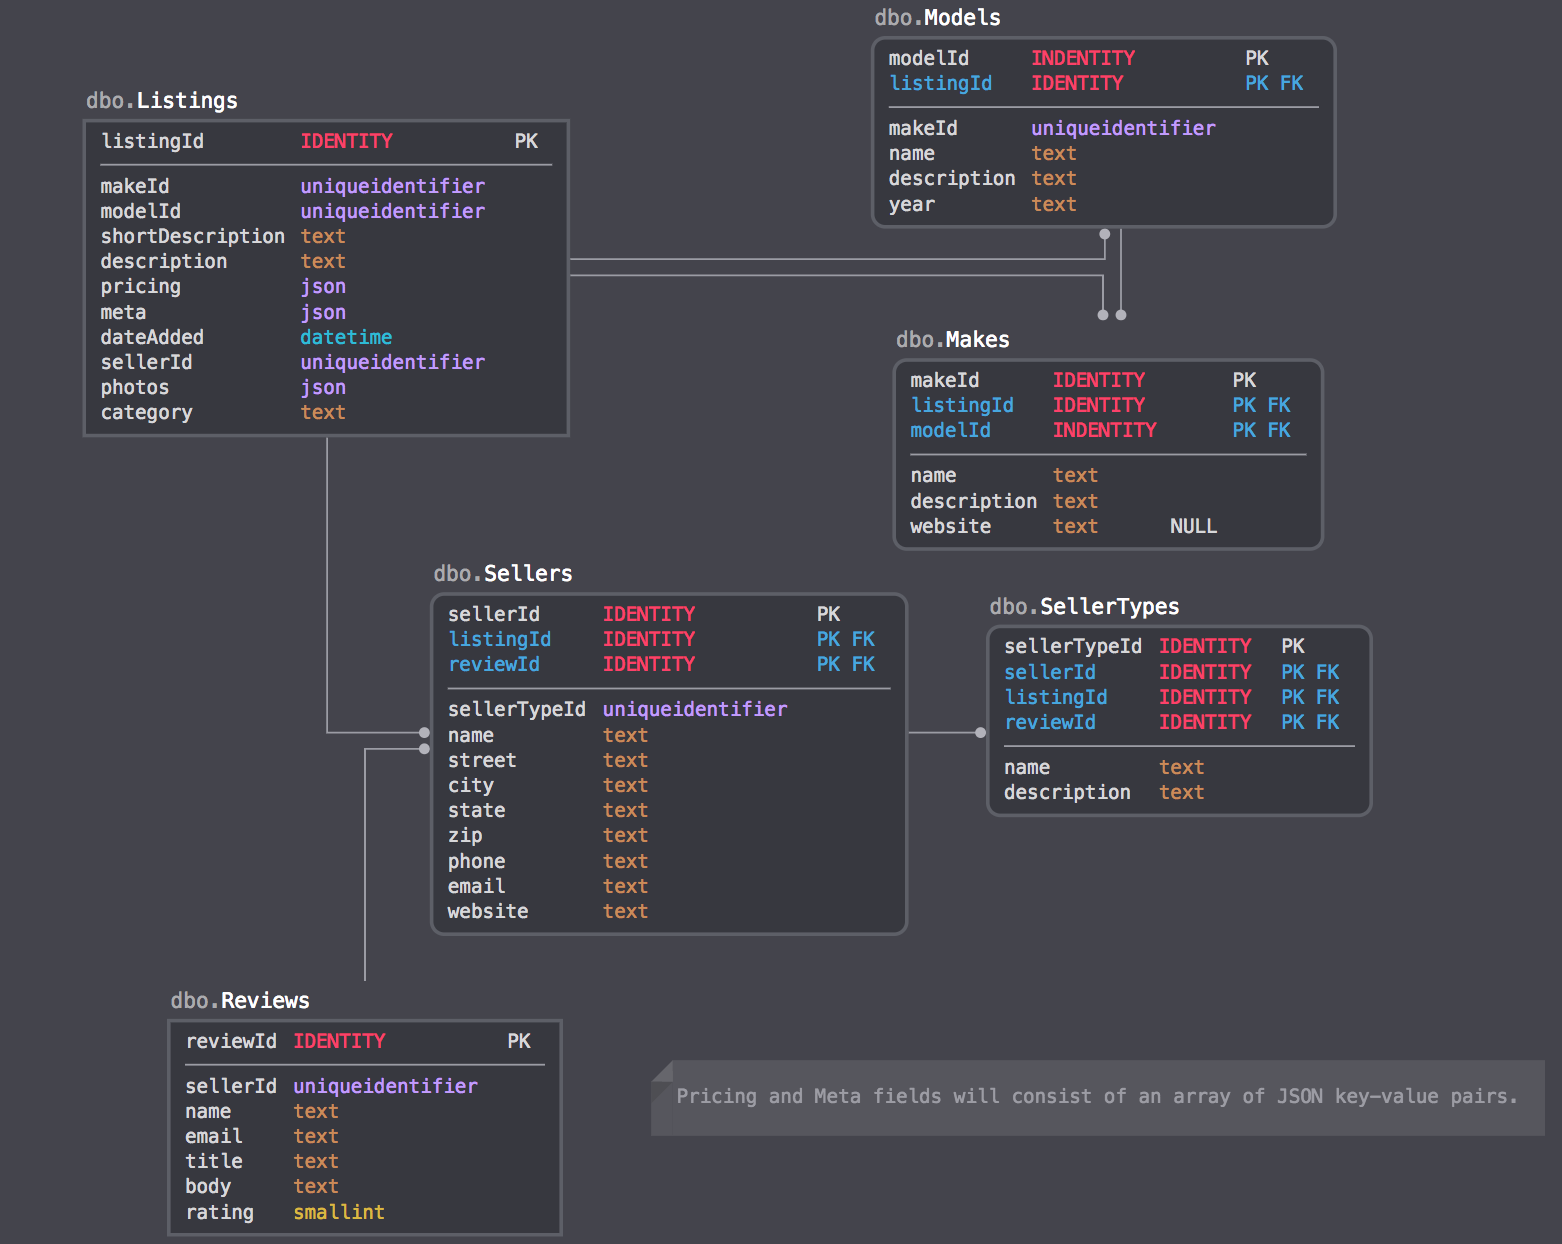 dbo.Models
modelId INDENTITY PK
listingId IDENTITY PK FK
makeId uniqueidentifier
name text
description text
year text
dbo.Listings
listingId IDENTITY PK
makeId uniqueidentifier
modelId uniqueidentifier
shortDescription text
description text
pricing json
meta json
dateAdded datetime
sellerId uniqueidentifier
photos json
category text
dbo.Makes
makeId IDENTITY PK
listingId IDENTITY PK FK
modelId INDENTITY PK FK
name text
description text
website text NULL
dbo.Sellers
sellerId IDENTITY PK
listingId IDENTITY PK FK
reviewId IDENTITY PK FK
sellerTypeId uniqueidentifier
name text
street text
city text
state text
zip text
phone text
email text
website text
dbo.SellerTypes
sellerTypeId IDENTITY PK
sellerId IDENTITY PK FK
listingId IDENTITY PK FK
reviewId IDENTITY PK FK
name text
description text
dbo.Reviews
reviewId IDENTITY PK
sellerId uniqueidentifier
name text
email text
title text
body text
rating smallint
Pricing and Meta fields will consist of an array of JSON key-value pairs.